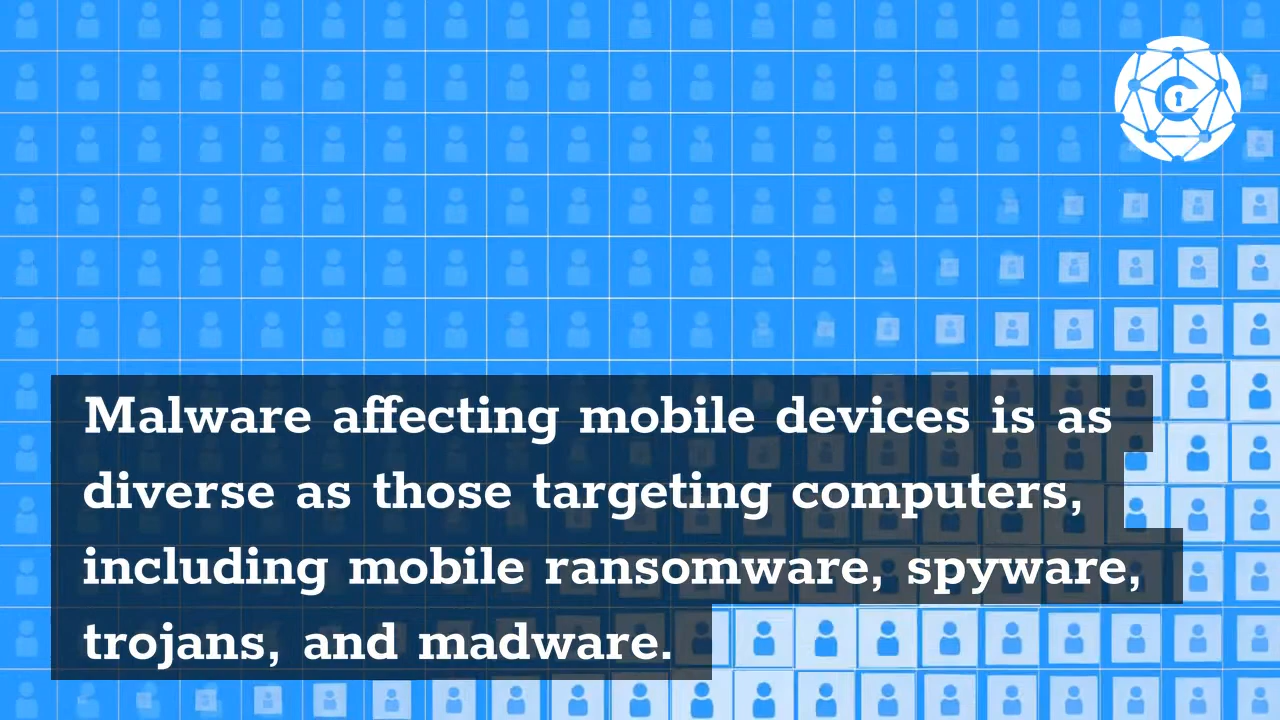 Malware affecting mobile devices is as
diverse as those targeting computers,
including mobile ransomware, spyware,
trojans, and madware.